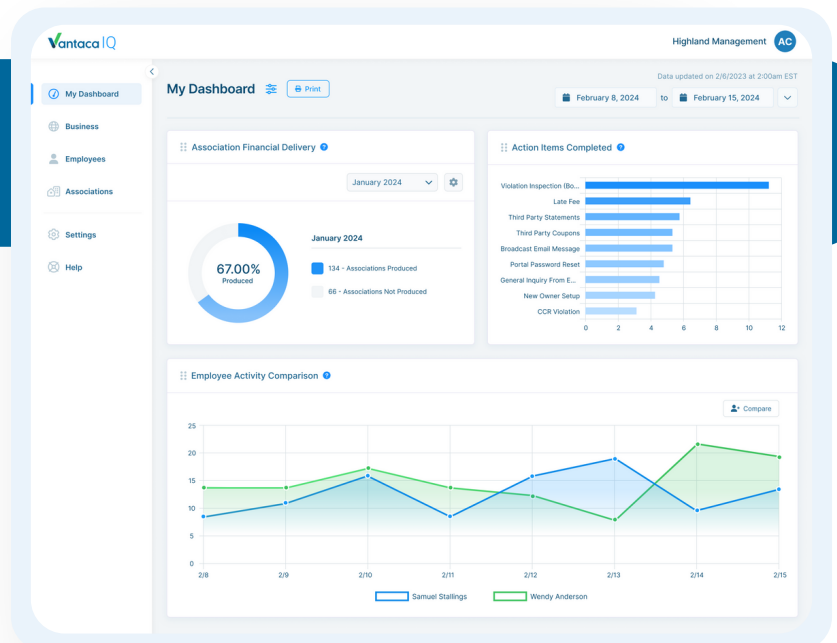 Vantaca IQ
Highland Management AC
Data updated on 2/6/2023 at 2:00am EST
My Dashboard
Business
Employees
Associations
Settings
Help
My Dashboard Print
February 8, 2024 to February 15, 2024
Association Financial Delivery ?
January 2024
67.00%
Produced
January 2024
134 - Associations Produced
66 - Associations Not Produced
Action Items Completed ?
Violation Inspection (Bo...
Late Fee
Third Party Statements
Third Party Coupons
Broadcast Email Message
Portal Password Reset
General Inquiry From E...
New Owner Setup
CCR Violation
0 2 4 6 8 10 12
Employee Activity Comparison ?
Compare
25
20
15
10
5
0
2/8 2/9 2/10 2/11 2/12 2/13 2/14 2/15
Samuel Stallings Wendy Anderson